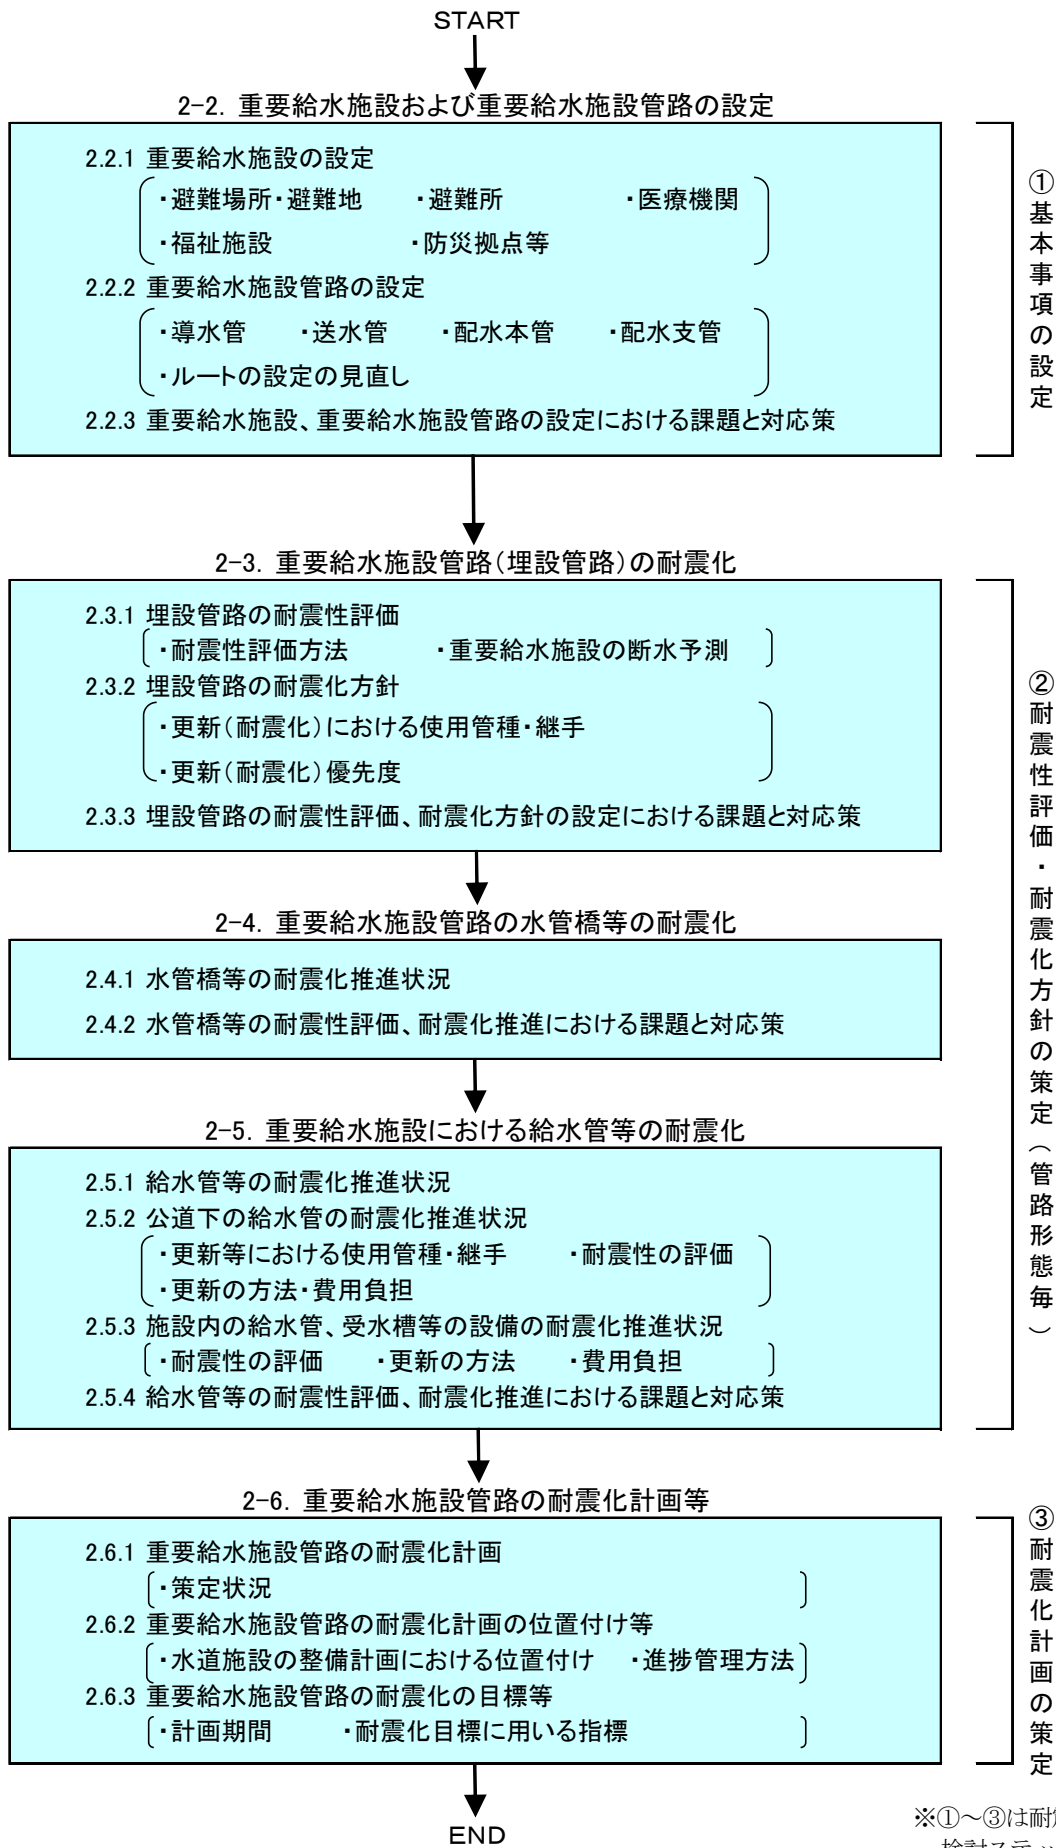 START
2-2. 重要給水施設および重要給水施設管路の設定
2.2.1 重要給水施設の設定
・避難場所・避難地 ・避難所 ・医療機関
・福祉施設 ・防災拠点等
2.2.2 重要給水施設管路の設定
・導水管 ・送水管 ・配水本管 ・配水支管
・ルートの設定の見直し
2.2.3 重要給水施設、重要給水施設管路の設定における課題と対応策
①基本事項の設定
2-3. 重要給水施設管路(埋設管路)の耐震化
2.3.1 埋設管路の耐震性評価
・耐震性評価方法 ・重要給水施設の断水予測
2.3.2 埋設管路の耐震化方針
・更新(耐震化)における使用管種・継手
・更新(耐震化)優先度
2.3.3 埋設管路の耐震性評価、耐震化方針の設定における課題と対応策
2-4. 重要給水施設管路の水管橋等の耐震化
2.4.1 水管橋等の耐震化推進状況
2.4.2 水管橋等の耐震性評価、耐震化推進における課題と対応策
2-5. 重要給水施設における給水管等の耐震化
2.5.1 給水管等の耐震化推進状況
2.5.2 公道下の給水管の耐震化推進状況
・更新等における使用管種・継手 ・耐震性の評価
・更新の方法・費用負担
2.5.3 施設内の給水管、受水槽等の設備の耐震化推進状況
・耐震性の評価 ・更新の方法 ・費用負担
2.5.4 給水管等の耐震性評価、耐震化推進における課題と対応策
②耐震性評価・耐震化方針の策定(管路形態毎)
2-6. 重要給水施設管路の耐震化計画等
2.6.1 重要給水施設管路の耐震化計画
・策定状況
2.6.2 重要給水施設管路の耐震化計画の位置付け等
・水道施設の整備計画における位置付け ・進捗管理方法
2.6.3 重要給水施設管路の耐震化の目標等
・計画期間 ・耐震化目標に用いる指標
③耐震化計画の策定
END
※①~③は耐